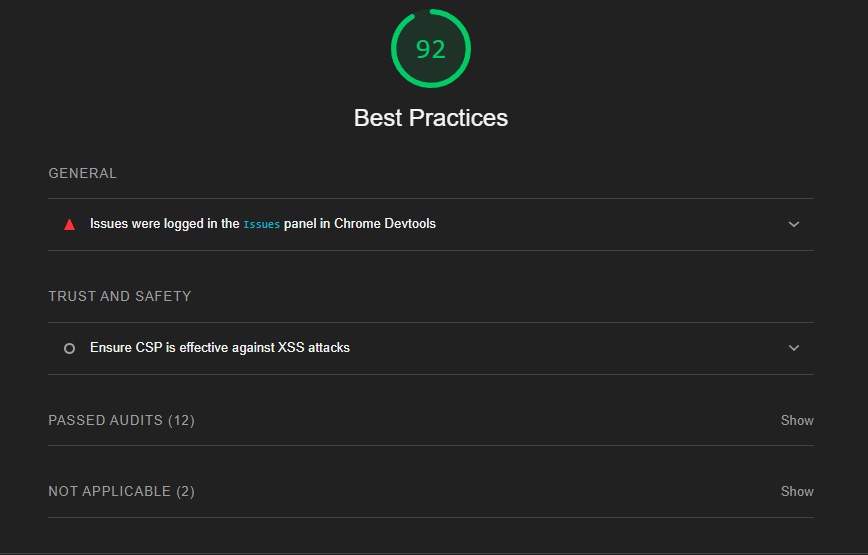 92
Best Practices
GENERAL
Issues were logged in the Issues panel in Chrome Devtools
TRUST AND SAFETY
Ensure CSP is effective against XSS attacks
PASSED AUDITS (12) Show
NOT APPLICABLE (2) Show